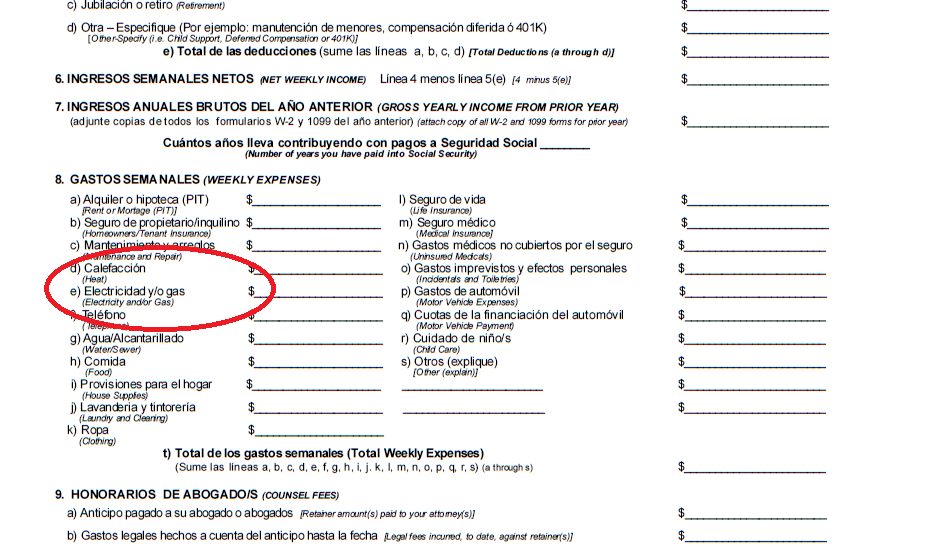 c) Jubilación o retiro (Retirement) $
d) Otra – Especifique (Por ejemplo: manutención de menores, compensación diferida ó 401K) $
[Other-Specify (i.e. Child Support, Deferred Compensation or 401K)]
e) Total de las deducciones (sume las líneas a, b, c, d) [Total Deductions (a through d)] $
6. INGRESOS SEMANALES NETOS (NET WEEKLY INCOME) Línea 4 menos línea 5(e) [4 minus 5(e)] $
7. INGRESOS ANUALES BRUTOS DEL AÑO ANTERIOR (GROSS YEARLY INCOME FROM PRIOR YEAR)
(adjunte copias de todos los formularios W-2 y 1099 del año anterior) (attach copy of all W-2 and 1099 forms for prior year) $
Cuántos años lleva contribuyendo con pagos a Seguridad Social
(Number of years you have paid into Social Security)
8. GASTOS SEMANALES (WEEKLY EXPENSES)
a) Alquiler o hipoteca (PIT) $
[Rent or Mortage (PIT)]
b) Seguro de propietario/inquilino $
(Homeowners/Tenant Insurance)
c) Mantenimiento y arreglos $
(Maintenance and Repair)
d) Calefacción $
(Heat)
e) Electricidad y/o gas $
(Electricity and/or Gas)
f) Teléfono $
(Telephone)
g) Agua/Alcantarillado $
(Water/Sewer)
h) Comida $
(Food)
i) Provisiones para el hogar $
(House Supplies)
j) Lavanderia y tintorería $
(Laundry and Cleaning)
k) Ropa $
(Clothing)
l) Seguro de vida $
(Life Insurance)
m) Seguro médico $
[Medical Insurance]
n) Gastos médicos no cubiertos por el seguro $
(Uninsured Medicals)
o) Gastos imprevistos y efectos personales $
(Incidentals and Toiletries)
p) Gastos de automóvil $
(Motor Vehicle Expenses)
q) Cuotas de la financiación del automóvil $
(Motor Vehicle Payment)
r) Cuidado de niño/s $
(Child Care)
s) Otros (explique) $
[Other (explain)]
$
$
t) Total de los gastos semanales (Total Weekly Expenses)
(Sume las líneas a, b, c, d, e, f, g, h, i, j. k, l, m, n, o, p, q, r, s) (a through s) $
9. HONORARIOS DE ABOGADO/S (COUNSEL FEES)
a) Anticipo pagado a su abogado o abogados [Retainer amount(s) paid to your attorney(s)] $
b) Gastos legales hechos a cuenta del anticipo hasta la fecha [Legal fees incurred, to date, against retainer(s)] $